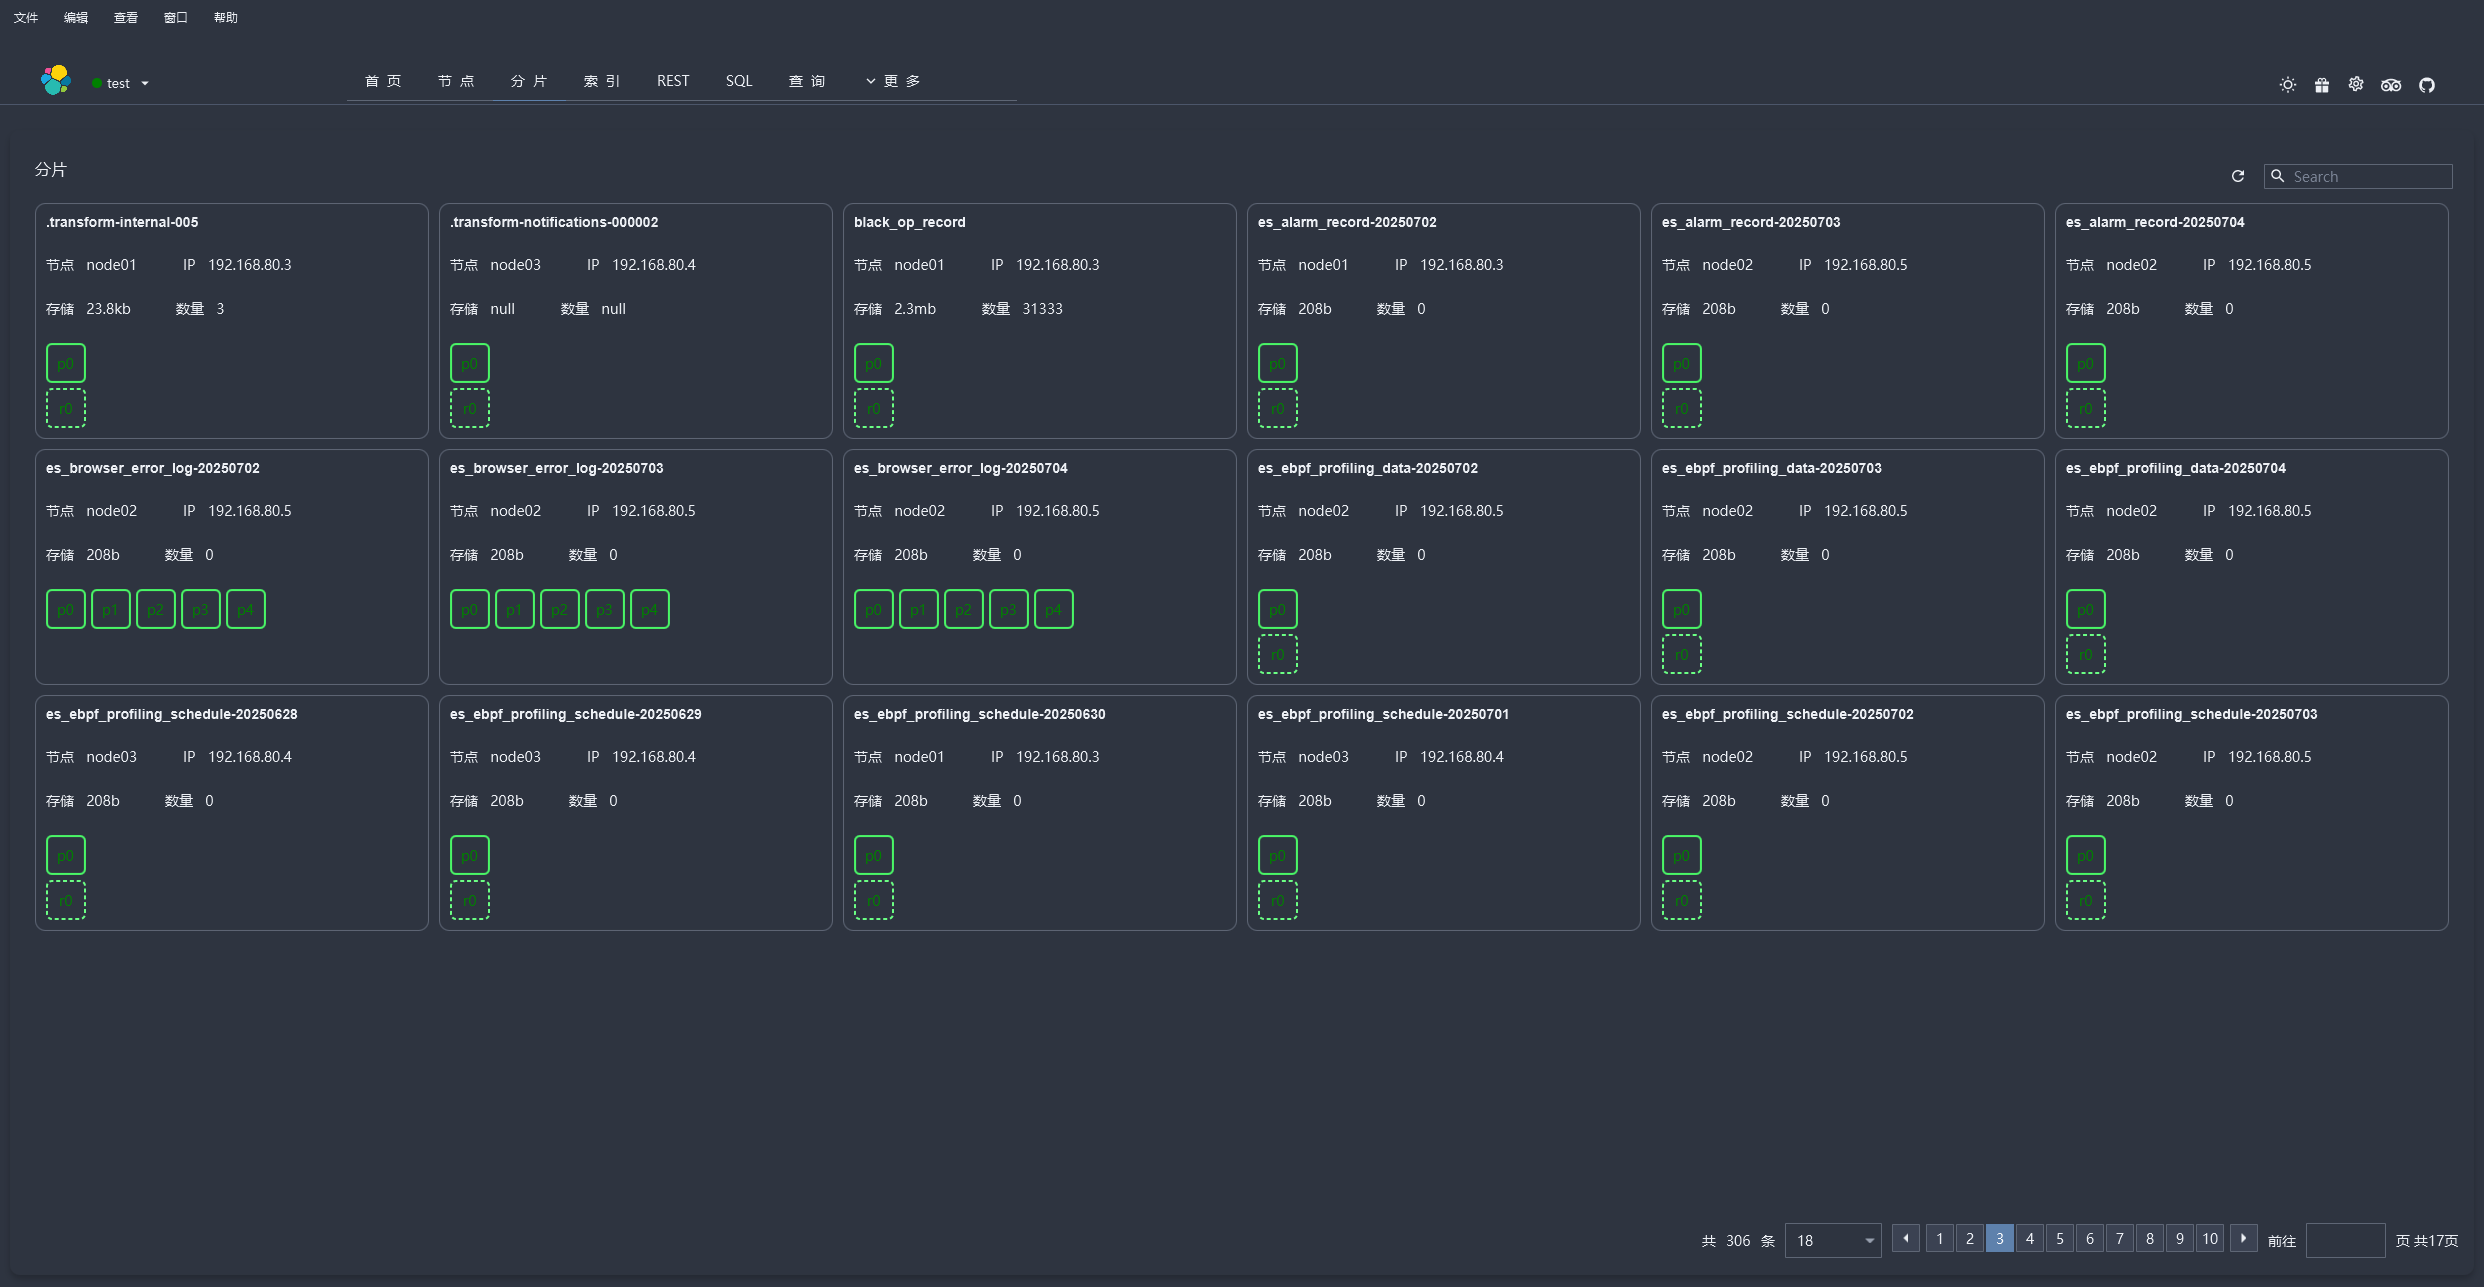 文件 编辑 查看 窗口 帮助
test 首页 节点 分片 索引 REST SQL 查询 更多
分片
Search
.transform-internal-005
节点 node01 IP 192.168.80.3
存储 23.8kb 数量 3
p0
r0
.transform-notifications-000002
节点 node03 IP 192.168.80.4
存储 null 数量 null
p0
r0
black_op_record
节点 node01 IP 192.168.80.3
存储 2.3mb 数量 31333
p0
r0
es_alarm_record-20250702
节点 node01 IP 192.168.80.3
存储 208b 数量 0
p0
r0
es_alarm_record-20250703
节点 node02 IP 192.168.80.5
存储 208b 数量 0
p0
r0
es_alarm_record-20250704
节点 node02 IP 192.168.80.5
存储 208b 数量 0
p0
r0
es_browser_error_log-20250702
节点 node02 IP 192.168.80.5
存储 208b 数量 0
p0 p1 p2 p3 p4
es_browser_error_log-20250703
节点 node02 IP 192.168.80.5
存储 208b 数量 0
p0 p1 p2 p3 p4
es_browser_error_log-20250704
节点 node02 IP 192.168.80.5
存储 208b 数量 0
p0 p1 p2 p3 p4
es_ebpf_profiling_data-20250702
节点 node02 IP 192.168.80.5
存储 208b 数量 0
p0
r0
es_ebpf_profiling_data-20250703
节点 node02 IP 192.168.80.5
存储 208b 数量 0
p0
r0
es_ebpf_profiling_data-20250704
节点 node02 IP 192.168.80.5
存储 208b 数量 0
p0
r0
es_ebpf_profiling_schedule-20250628
节点 node03 IP 192.168.80.4
存储 208b 数量 0
p0
r0
es_ebpf_profiling_schedule-20250629
节点 node03 IP 192.168.80.4
存储 208b 数量 0
p0
r0
es_ebpf_profiling_schedule-20250630
节点 node01 IP 192.168.80.3
存储 208b 数量 0
p0
r0
es_ebpf_profiling_schedule-20250701
节点 node03 IP 192.168.80.4
存储 208b 数量 0
p0
r0
es_ebpf_profiling_schedule-20250702
节点 node02 IP 192.168.80.5
存储 208b 数量 0
p0
r0
es_ebpf_profiling_schedule-20250703
节点 node02 IP 192.168.80.5
存储 208b 数量 0
p0
r0
共 306 条 18 1 2 3 4 5 6 7 8 9 10 前往 页 共17页